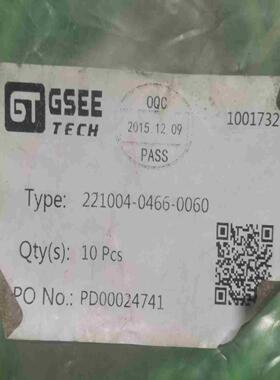 GT GSEE
TECH
OQC
2015.12.09
PASS
1001732
Type: 221004-0466-0060
Qty(s): 10 Pcs
PO No.: PD00024741